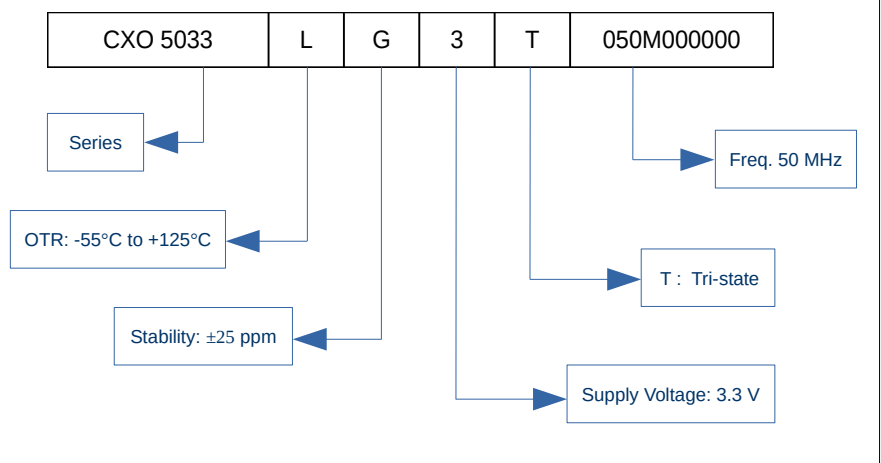 CXO 5033 L G 3 T 050M000000
Series
Freq. 50 MHz
OTR: -55°C to +125°C
T :  Tri-state
Stability: ±25 ppm
Supply Voltage: 3.3 V